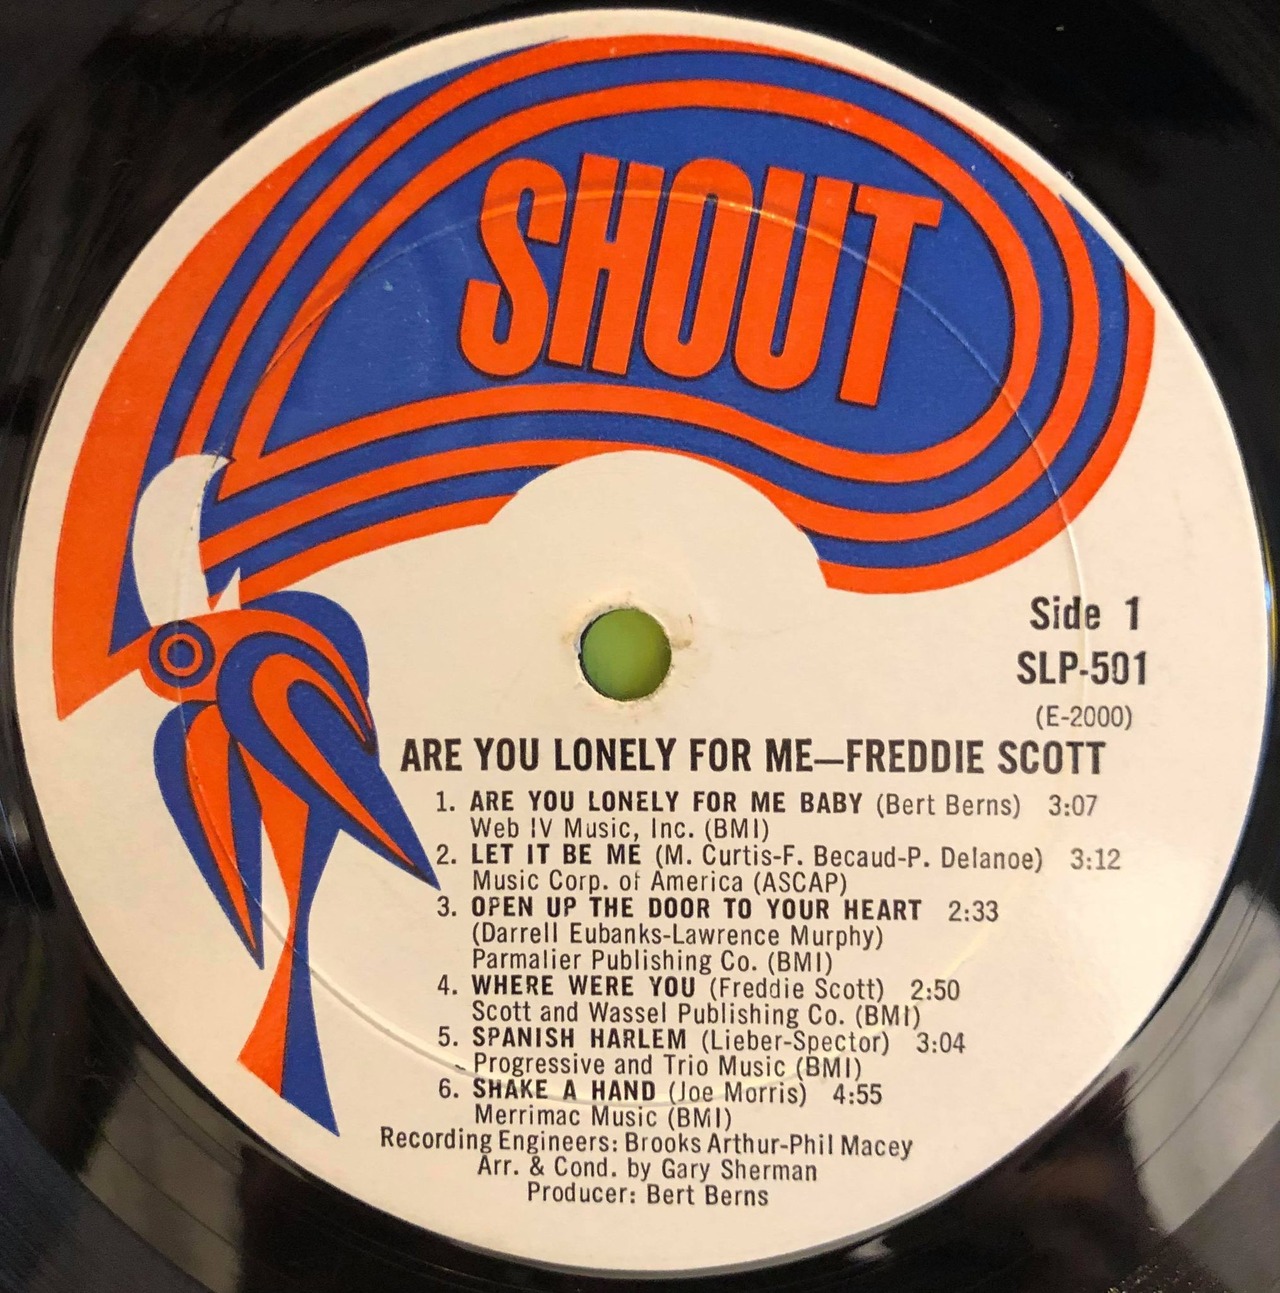 SHOUT
Side 1
SLP-501
(E-2000)
ARE YOU LONELY FOR ME—FREDDIE SCOTT
1. ARE YOU LONELY FOR ME BABY (Bert Berns) 3:07
Web IV Music, Inc. (BMI)
2. LET IT BE ME (M. Curtis-F. Becaud-P. Delanoe) 3:12
Music Corp. of America (ASCAP)
3. OPEN UP THE DOOR TO YOUR HEART 2:33
(Darrell Eubanks-Lawrence Murphy)
Parmalier Publishing Co. (BMI)
4. WHERE WERE YOU (Freddie Scott) 2:50
Scott and Wassel Publishing Co. (BMI)
5. SPANISH HARLEM (Lieber-Spector) 3:04
Progressive and Trio Music (BMI)
6. SHAKE A HAND (Joe Morris) 4:55
Merrimac Music (BMI)
Recording Engineers: Brooks Arthur-Phil Macey
Arr. & Cond. by Gary Sherman
Producer: Bert Berns